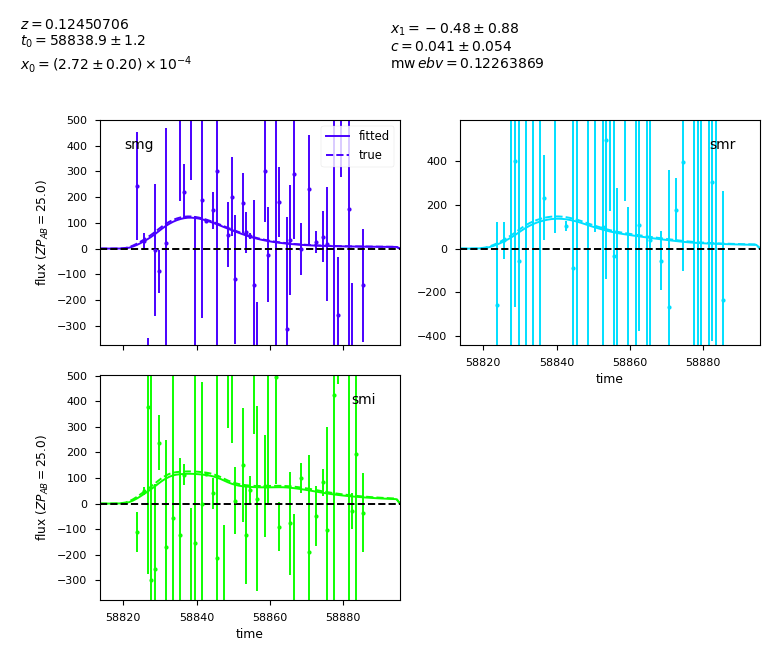 z = 0.12450706
t₀ = 58838.9 ± 1.2
x₀ = (2.72 ± 0.20) × 10⁻⁴
x₁ = −0.48 ± 0.88
c = 0.041 ± 0.054
mw ebv = 0.12263869
500
400
300
200
100
0
−100
−200
−300
flux (ZP_AB = 25.0)
smg
fitted
true
400
200
0
−200
−400
smr
58820
58840
58860
58880
time
500
400
300
200
100
0
−100
−200
−300
flux (ZP_AB = 25.0)
smi
58820
58840
58860
58880
time